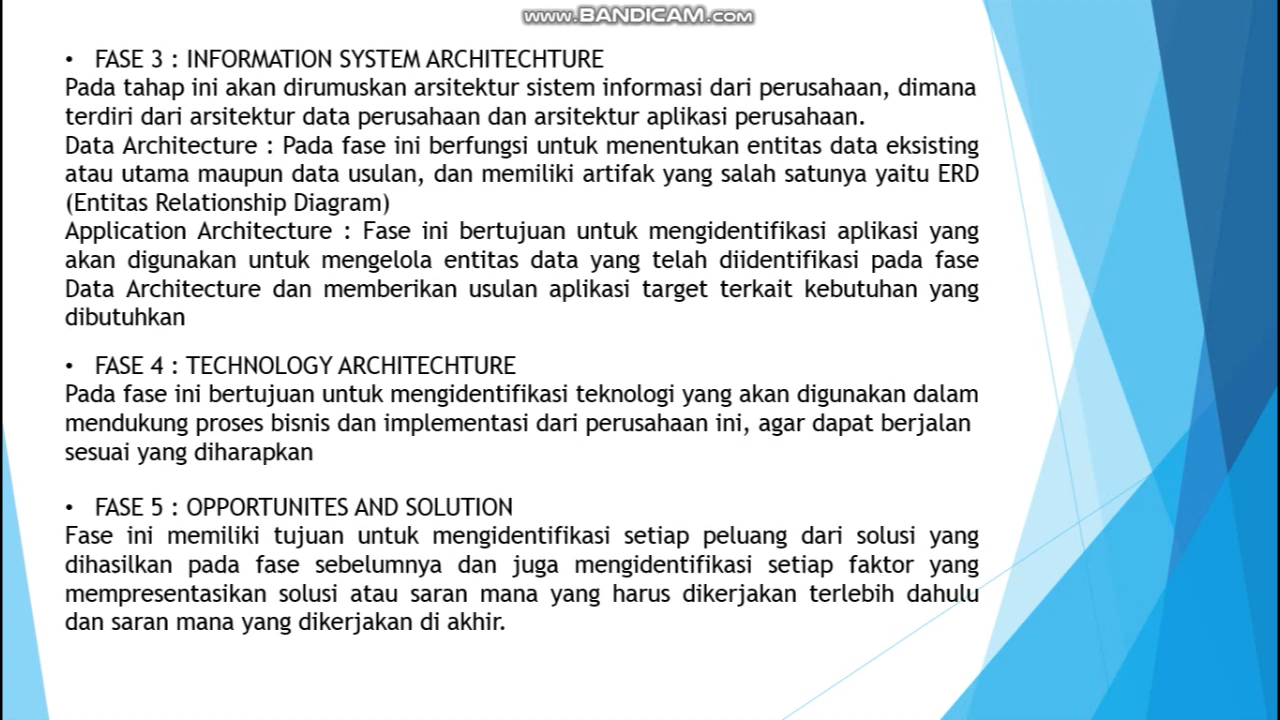 www.BANDICAM.com
• FASE 3 : INFORMATION SYSTEM ARCHITECHTURE
Pada tahap ini akan dirumuskan arsitektur sistem informasi dari perusahaan, dimana
terdiri dari arsitektur data perusahaan dan arsitektur aplikasi perusahaan.
Data Architecture : Pada fase ini berfungsi untuk menentukan entitas data eksisting
atau utama maupun data usulan, dan memiliki artifak yang salah satunya yaitu ERD
(Entitas Relationship Diagram)
Application Architecture : Fase ini bertujuan untuk mengidentifikasi aplikasi yang
akan digunakan untuk mengelola entitas data yang telah diidentifikasi pada fase
Data Architecture dan memberikan usulan aplikasi target terkait kebutuhan yang
dibutuhkan
• FASE 4 : TECHNOLOGY ARCHITECHTURE
Pada fase ini bertujuan untuk mengidentifikasi teknologi yang akan digunakan dalam
mendukung proses bisnis dan implementasi dari perusahaan ini, agar dapat berjalan
sesuai yang diharapkan
• FASE 5 : OPPORTUNITES AND SOLUTION
Fase ini memiliki tujuan untuk mengidentifikasi setiap peluang dari solusi yang
dihasilkan pada fase sebelumnya dan juga mengidentifikasi setiap faktor yang
mempresentasikan solusi atau saran mana yang harus dikerjakan terlebih dahulu
dan saran mana yang dikerjakan di akhir.